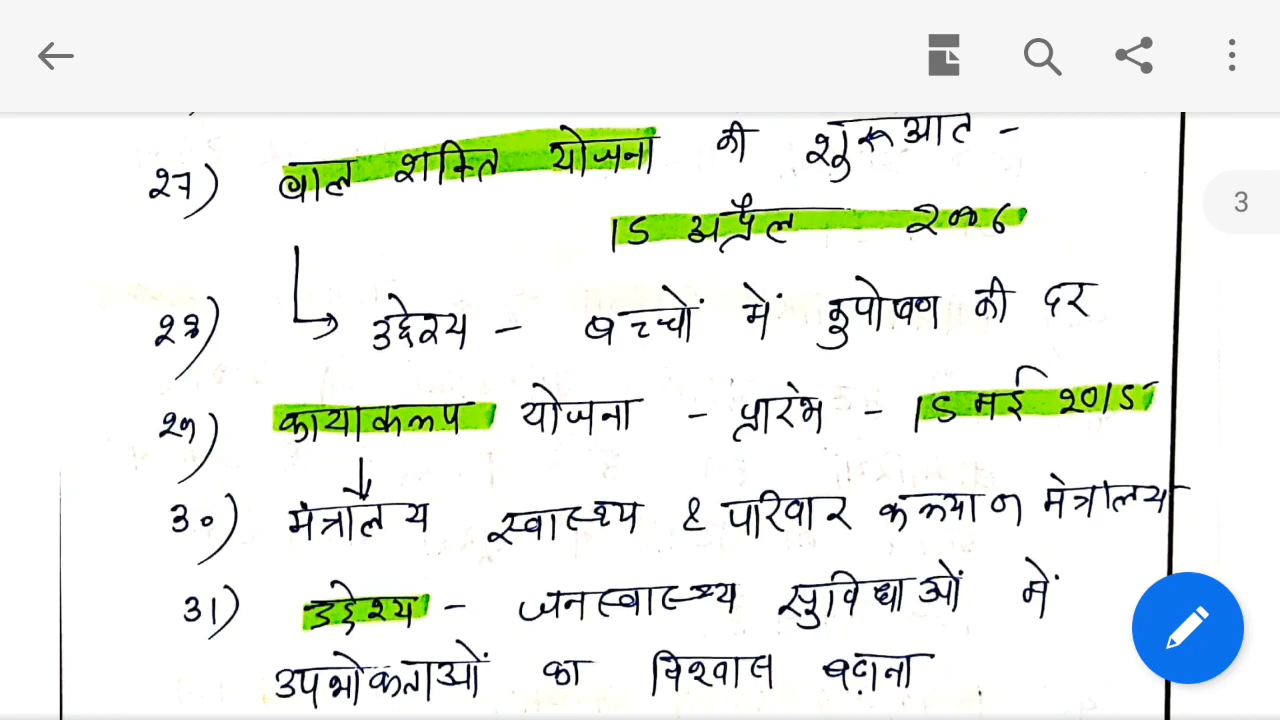 3
27) बाल शक्ति योजना की शुरूआत -
15 अप्रैल 2006
28) उद्देश्य - बच्चों में कुपोषण की दर
29) कायाकल्प योजना - प्रारंभ - 15 मई 2015
30) मंत्रालय स्वास्थ्य & परिवार कल्याण मंत्रालय
31) उद्देश्य - जनस्वास्थ्य सुविधाओं में
उपभोक्ताओं का विश्वास बढ़ाना